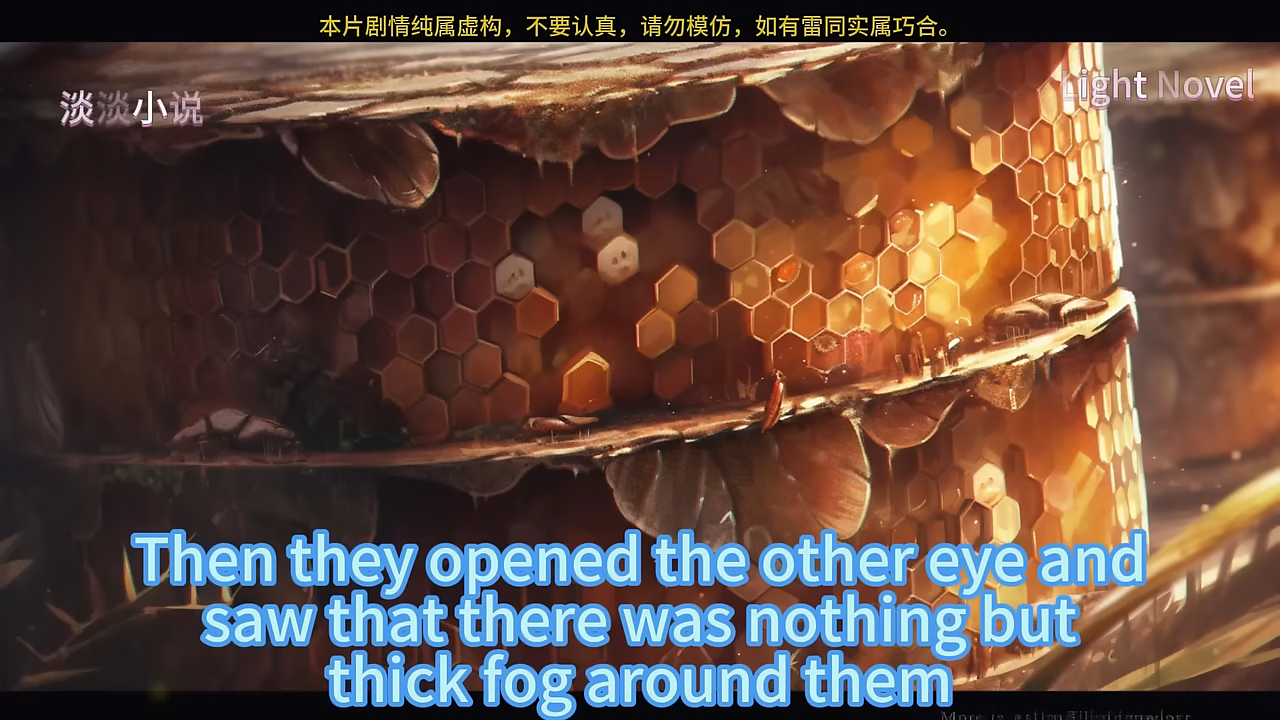 本片剧情纯属虚构，不要认真，请勿模仿，如有雷同实属巧合。
淡淡小说
Light Novel
Then they opened the other eye and
saw that there was nothing but
thick fog around them